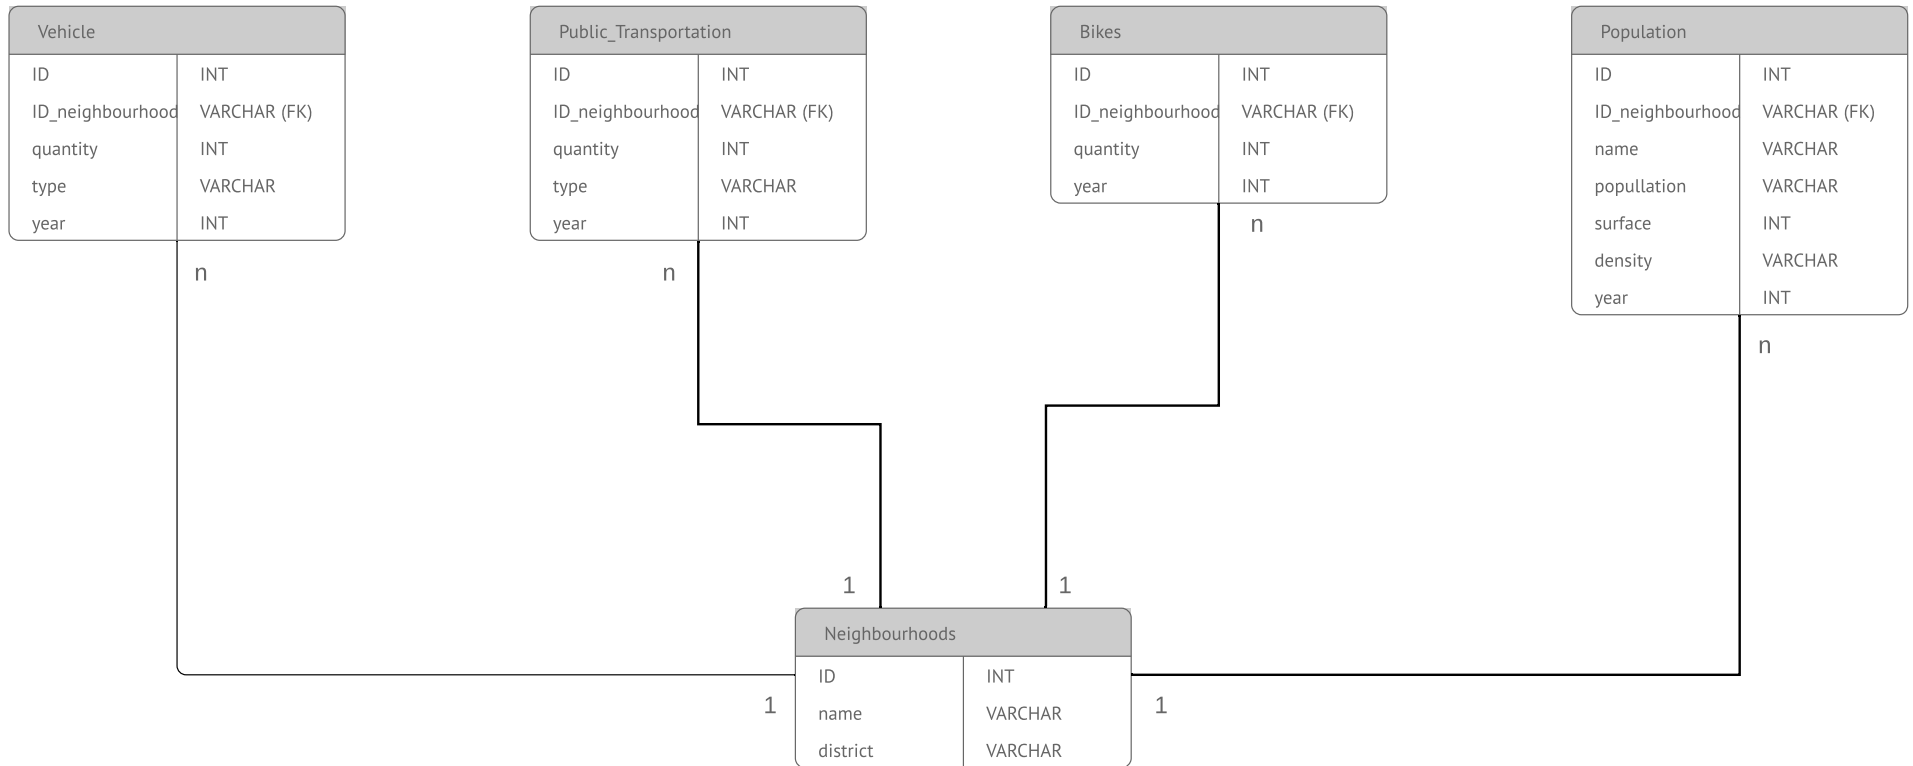 Vehicle
ID INT
ID_neighbourhood VARCHAR (FK)
quantity INT
type VARCHAR
year INT
n
Public_Transportation
ID INT
ID_neighbourhood VARCHAR (FK)
quantity INT
type VARCHAR
year INT
n
Bikes
ID INT
ID_neighbourhood VARCHAR (FK)
quantity INT
year INT
n
Population
ID INT
ID_neighbourhood VARCHAR (FK)
name VARCHAR
popullation VARCHAR
surface INT
density VARCHAR
year INT
n
1
1
Neighbourhoods
ID INT
name VARCHAR
district VARCHAR
1
1